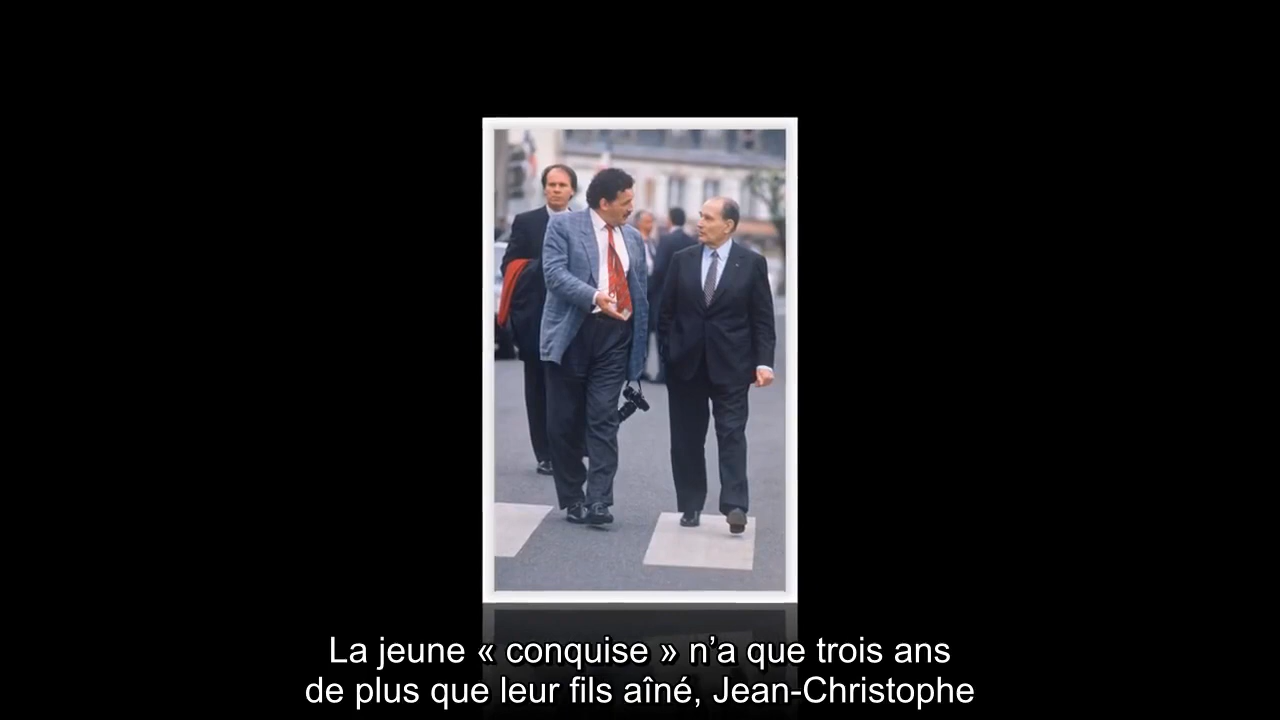 La jeune « conquise » n’a que trois ans
de plus que leur fils aîné, Jean-Christophe